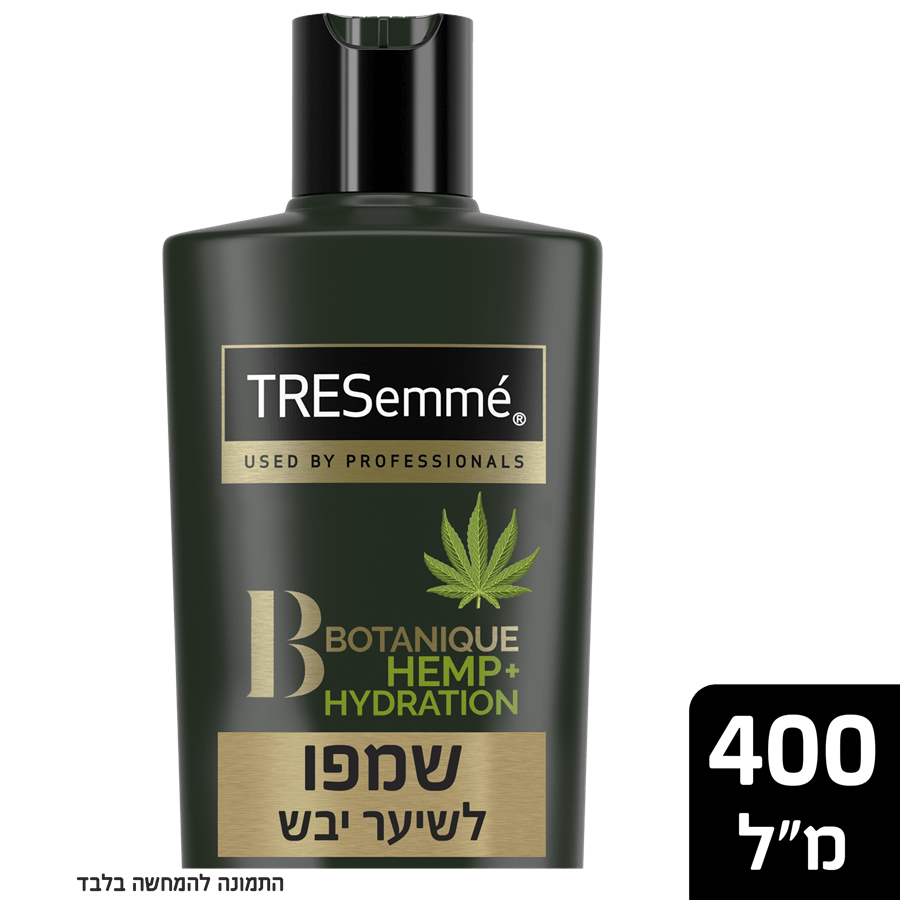 TRESemmé®
USED BY PROFESSIONALS
B
BOTANIQUE
HEMP+
HYDRATION
שמפו
לשיער יבש
400
מ"ל
התמונה להמחשה בלבד